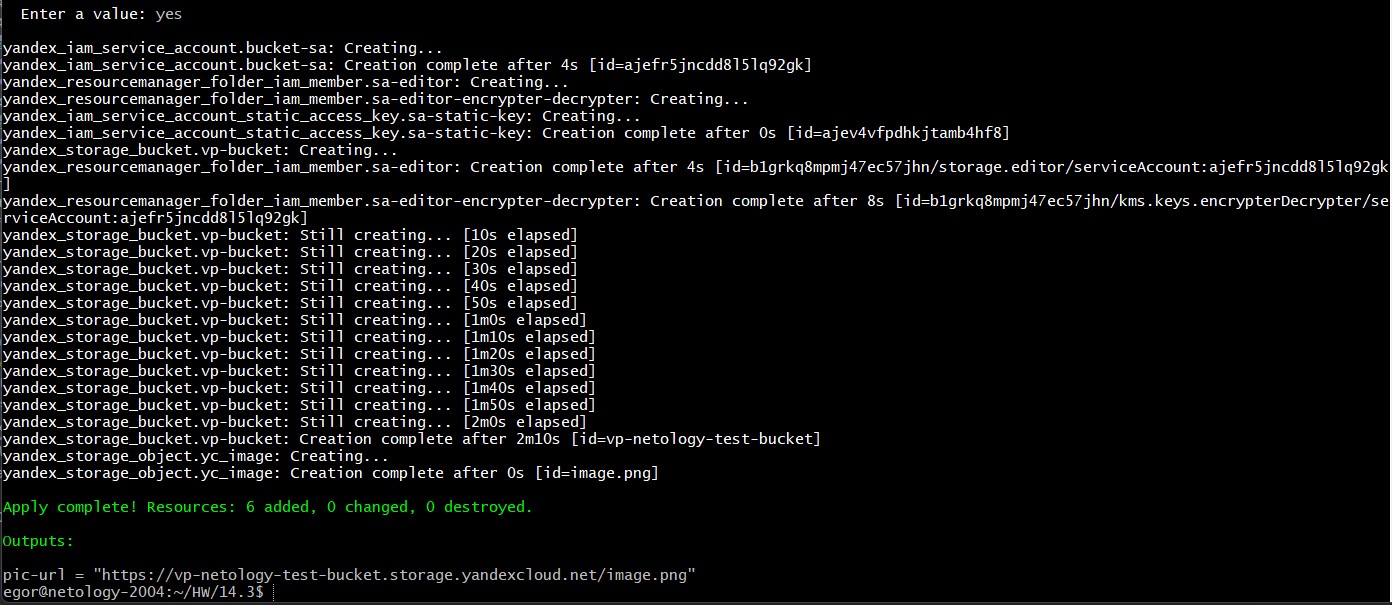 Enter a value: yes
yandex_iam_service_account.bucket-sa: Creating...
yandex_iam_service_account.bucket-sa: Creation complete after 4s [id=ajefr5jncdd8l5lq92gk]
yandex_resourcemanager_folder_iam_member.sa-editor: Creating...
yandex_resourcemanager_folder_iam_member.sa-editor-encrypter-decrypter: Creating...
yandex_iam_service_account_static_access_key.sa-static-key: Creating...
yandex_iam_service_account_static_access_key.sa-static-key: Creation complete after 0s [id=ajev4vfpdhkjtamb4hf8]
yandex_storage_bucket.vp-bucket: Creating...
yandex_resourcemanager_folder_iam_member.sa-editor: Creation complete after 4s [id=b1grkq8mpmj47ec57jhn/storage.editor/serviceAccount:ajefr5jncdd8l5lq92gk
]
yandex_resourcemanager_folder_iam_member.sa-editor-encrypter-decrypter: Creation complete after 8s [id=b1grkq8mpmj47ec57jhn/kms.keys.encrypterDecrypter/se
rviceAccount:ajefr5jncdd8l5lq92gk]
yandex_storage_bucket.vp-bucket: Still creating... [10s elapsed]
yandex_storage_bucket.vp-bucket: Still creating... [20s elapsed]
yandex_storage_bucket.vp-bucket: Still creating... [30s elapsed]
yandex_storage_bucket.vp-bucket: Still creating... [40s elapsed]
yandex_storage_bucket.vp-bucket: Still creating... [50s elapsed]
yandex_storage_bucket.vp-bucket: Still creating... [1m0s elapsed]
yandex_storage_bucket.vp-bucket: Still creating... [1m10s elapsed]
yandex_storage_bucket.vp-bucket: Still creating... [1m20s elapsed]
yandex_storage_bucket.vp-bucket: Still creating... [1m30s elapsed]
yandex_storage_bucket.vp-bucket: Still creating... [1m40s elapsed]
yandex_storage_bucket.vp-bucket: Still creating... [1m50s elapsed]
yandex_storage_bucket.vp-bucket: Still creating... [2m0s elapsed]
yandex_storage_bucket.vp-bucket: Creation complete after 2m10s [id=vp-netology-test-bucket]
yandex_storage_object.yc_image: Creating...
yandex_storage_object.yc_image: Creation complete after 0s [id=image.png]
Apply complete! Resources: 6 added, 0 changed, 0 destroyed.
Outputs:
pic-url = "https://vp-netology-test-bucket.storage.yandexcloud.net/image.png"
egor@netology-2004:~/HW/14.3$